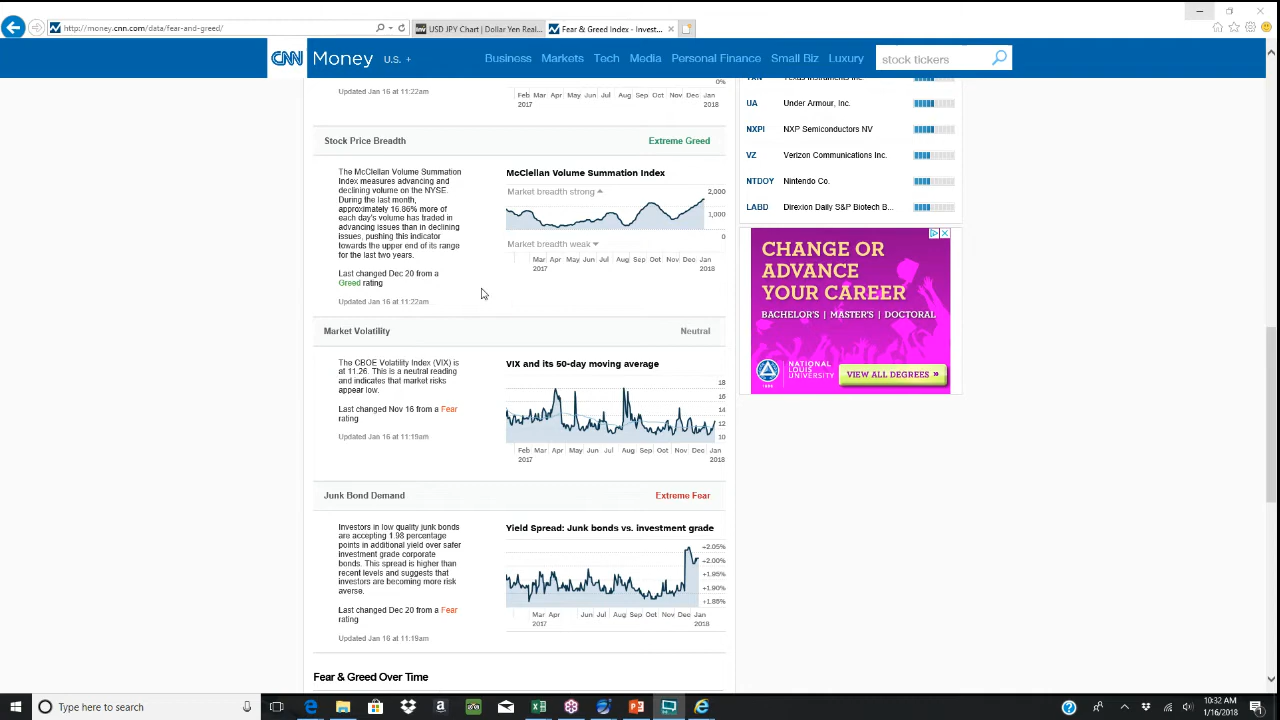 http://money.cnn.com/data/fear-and-greed/
USD JPY Chart | Dollar Yen Real...
Fear & Greed Index - Invest...
CNN Money U.S. +
Business Markets Tech Media Personal Finance Small Biz Luxury
stock tickers
0%
Updated Jan 16 at 11:22am
Feb Mar Apr May Jun Jul Aug Sep Oct Nov Dec Jan
2017 2018
Texas Instruments Inc.
UA Under Armour, Inc.
NXPI NXP Semiconductors NV
VZ Verizon Communications Inc.
NTDOY Nintendo Co.
LABD Direxion Daily S&P Biotech B...
Stock Price Breadth Extreme Greed
The McClellan Volume Summation
Index measures advancing and
declining volume on the NYSE.
During the last month,
approximately 16.86% more of
each day's volume has traded in
advancing issues than in declining
issues, pushing this indicator
towards the upper end of its range
for the last two years.
Last changed Dec 20 from a
Greed rating
Updated Jan 16 at 11:22am
McClellan Volume Summation Index
Market breadth strong
2,000
1,000
0
Market breadth weak
Mar Apr May Jun Jul Aug Sep Oct Nov Dec Jan
2017 2018
CHANGE OR
ADVANCE
YOUR CAREER
BACHELOR'S | MASTER'S | DOCTORAL
NATIONAL
LOUIS
UNIVERSITY
1886
VIEW ALL DEGREES »
Market Volatility Neutral
The CBOE Volatility Index (VIX) is
at 11.26. This is a neutral reading
and indicates that market risks
appear low.
Last changed Nov 16 from a Fear
rating
Updated Jan 16 at 11:19am
VIX and its 50-day moving average
18
16
14
12
10
Feb Mar Apr May Jun Jul Aug Sep Oct Nov Dec Jan
2017 2018
Junk Bond Demand Extreme Fear
Investors in low quality junk bonds
are accepting 1.98 percentage
points in additional yield over safer
investment grade corporate
bonds. This spread is higher than
recent levels and suggests that
investors are becoming more risk
averse.
Last changed Dec 20 from a Fear
rating
Updated Jan 16 at 11:19am
Yield Spread: Junk bonds vs. investment grade
+2.05%
+2.00%
+1.95%
+1.90%
+1.85%
Mar Apr Jun Jul Aug Sep Oct Nov Dec Jan
2017 2018
Fear & Greed Over Time
Type here to search
10:32 AM
1/16/2018